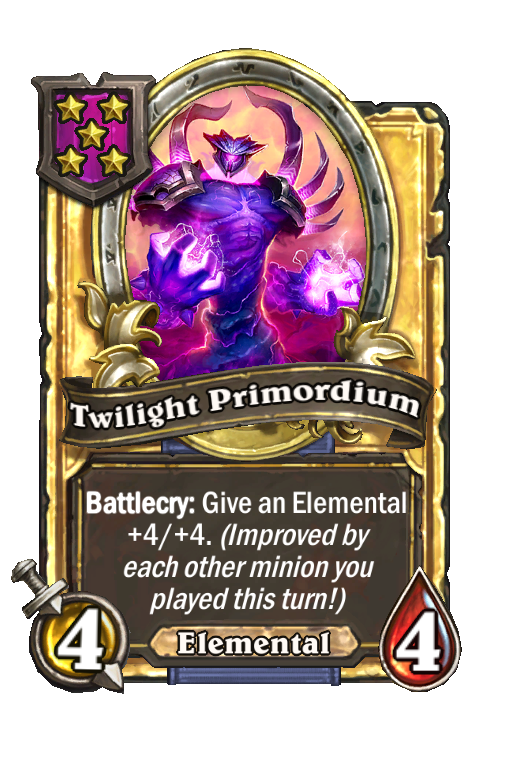 Twilight Primordium
Battlecry: Give an Elemental
+4/+4. (Improved by
each other minion you
played this turn!)
4
Elemental
4